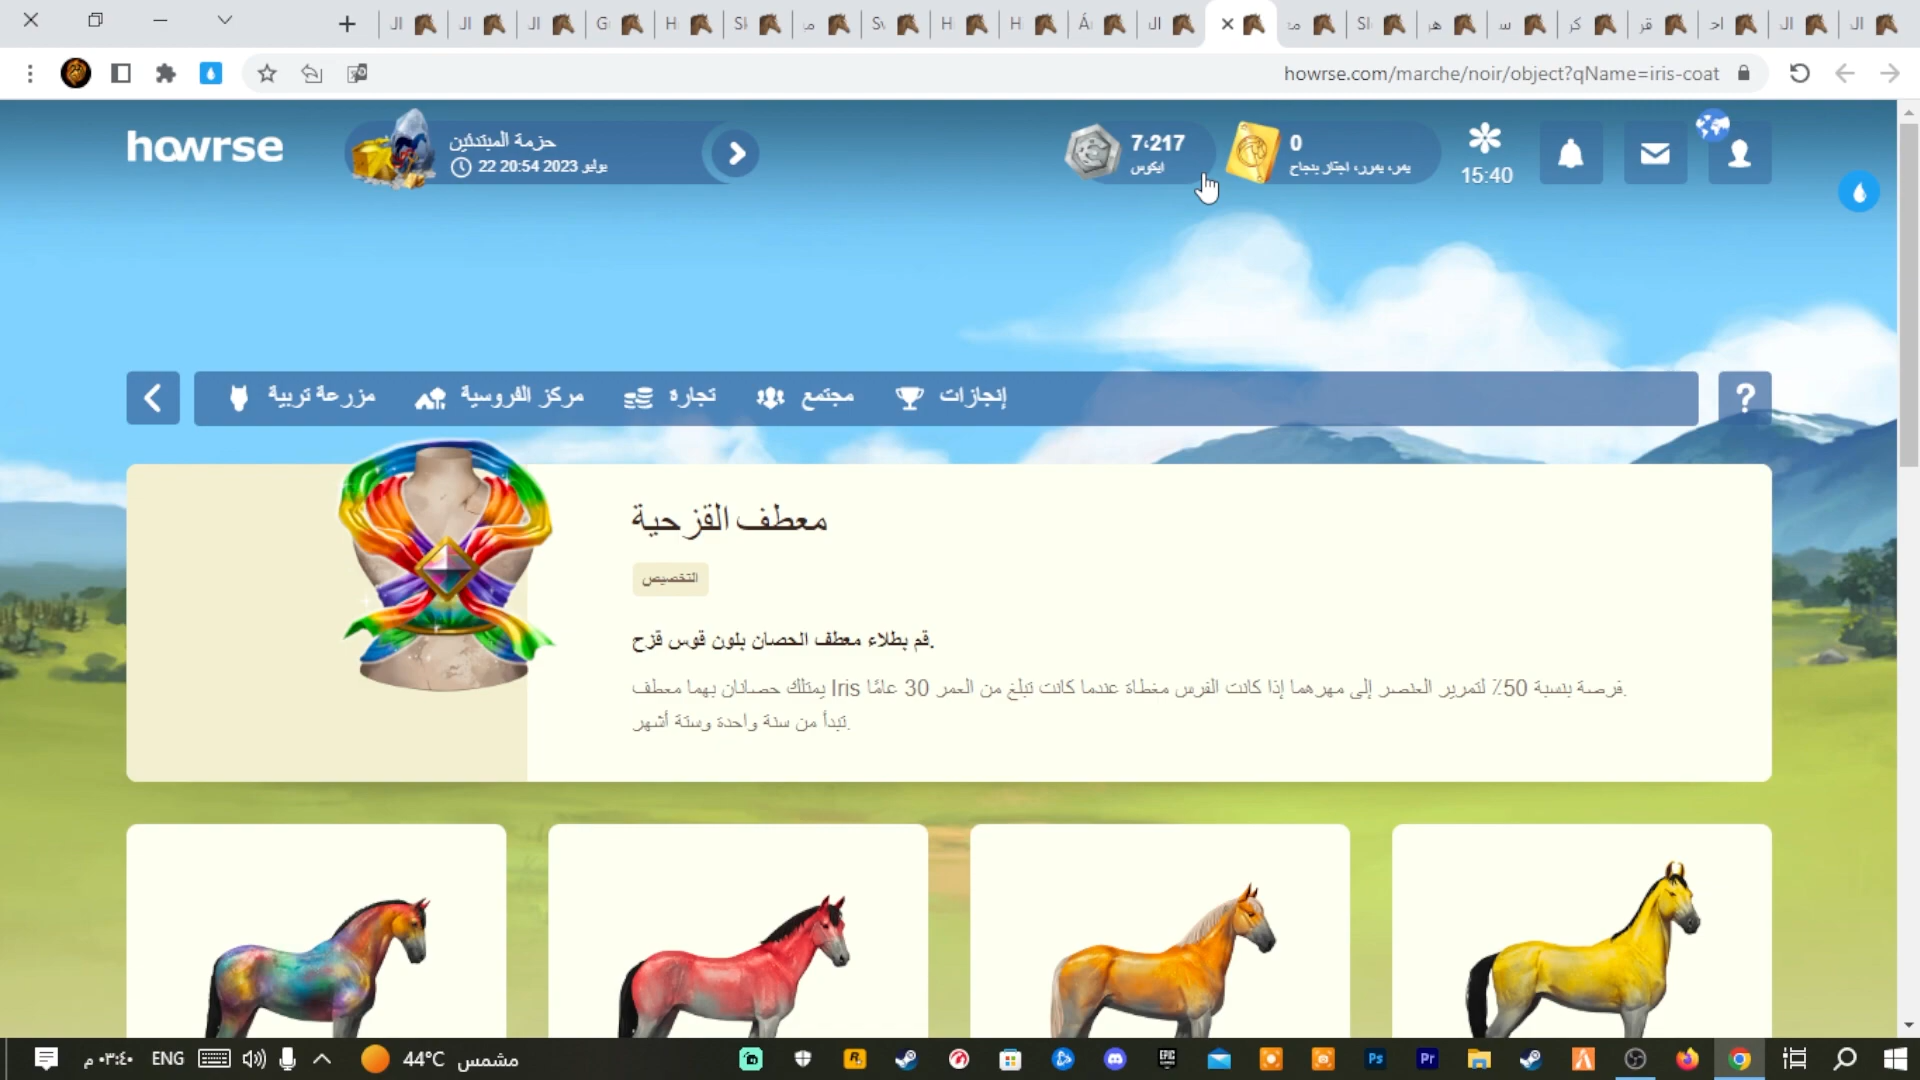 howrse.com/marche/noir/object?qName=iris-coat
howrse
حزمة المبتدئين
يوليو 2023 20:54 22
7،217
ايكوس
0
يمر، يمرر، اجتاز بنجاح
15:40
مزرعة تربية
مركز الفروسية
تجارة
مجتمع
إنجازات
?
معطف القزحية
التخصيص
قم بطلاء معطف الحصان بلون قوس قزح.
فرصة بنسبة 50٪ لتمرير العنصر إلى مهرهما إذا كانت الفرس مغطاة عندما كانت تبلغ من العمر 30 عامًا Iris يمتلك حصانان بهما معطف.
تبدأ من سنة واحدة وستة أشهر.
٠٣:٤٠ م
ENG
44°C مشمس